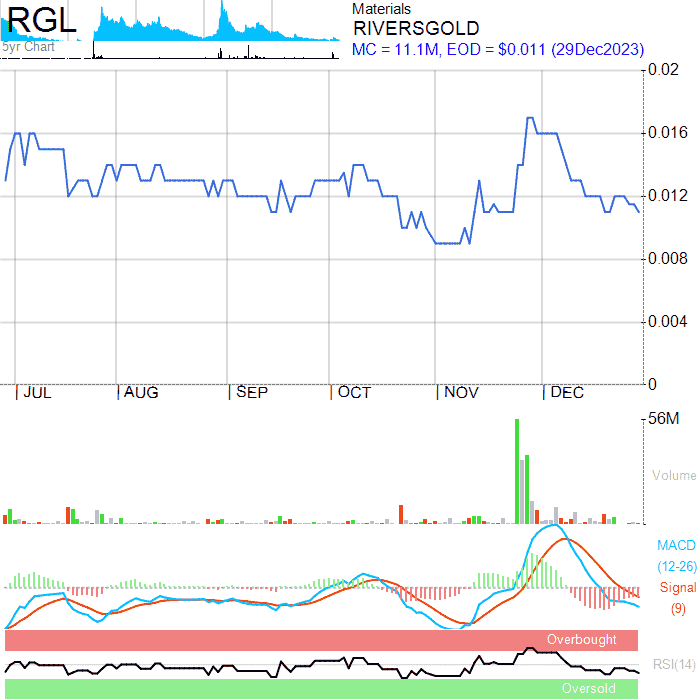 RGL
5yr Chart
Materials
RIVERSGOLD
MC = 11.1M, EOD = $0.011 (29Dec2023)
0.02
0.016
0.012
0.008
0.004
0
JUL AUG SEP OCT NOV DEC
56M
Volume
MACD
(12-26)
Signal
(9)
Overbought
RSI(14)
Oversold